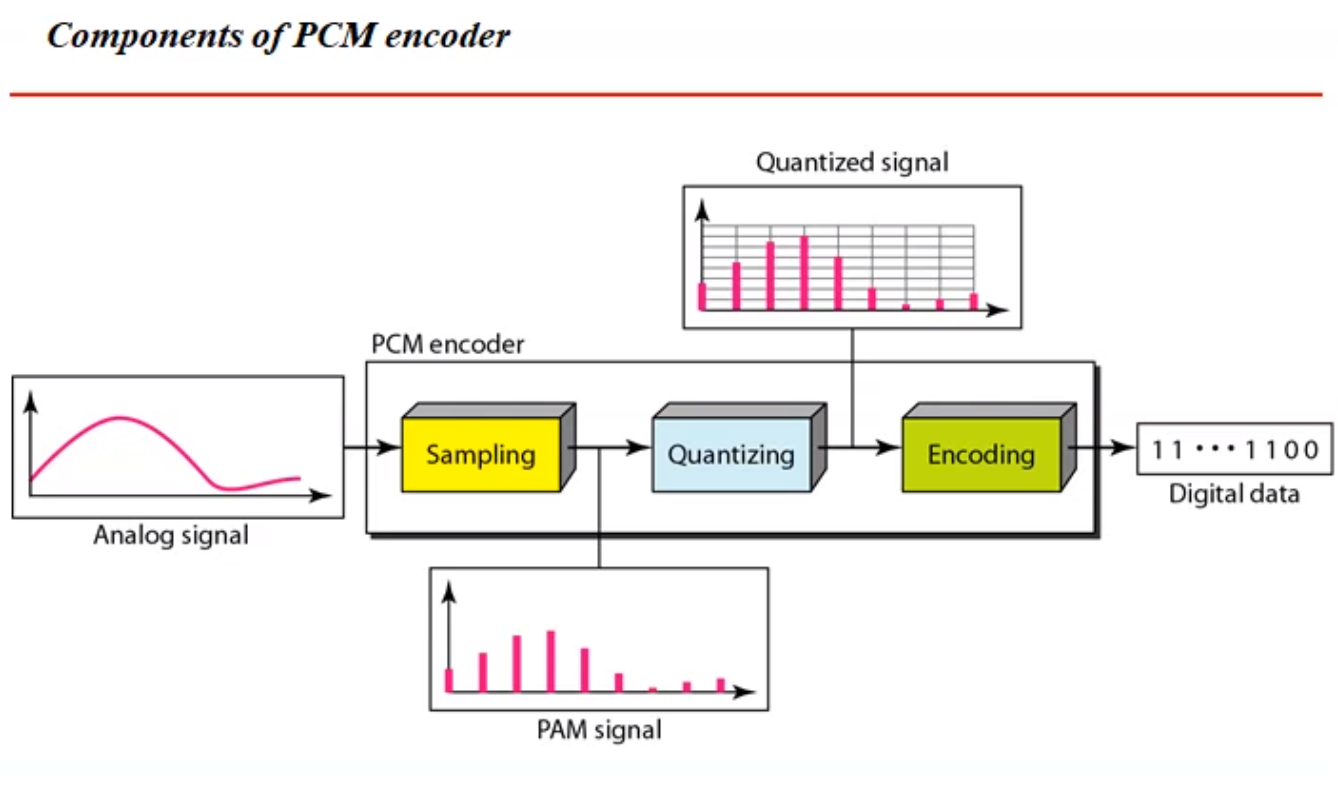 Components of PCM encoder
Quantized signal
PCM encoder
Sampling
Quantizing
Encoding
11···1100
Digital data
Analog signal
PAM signal